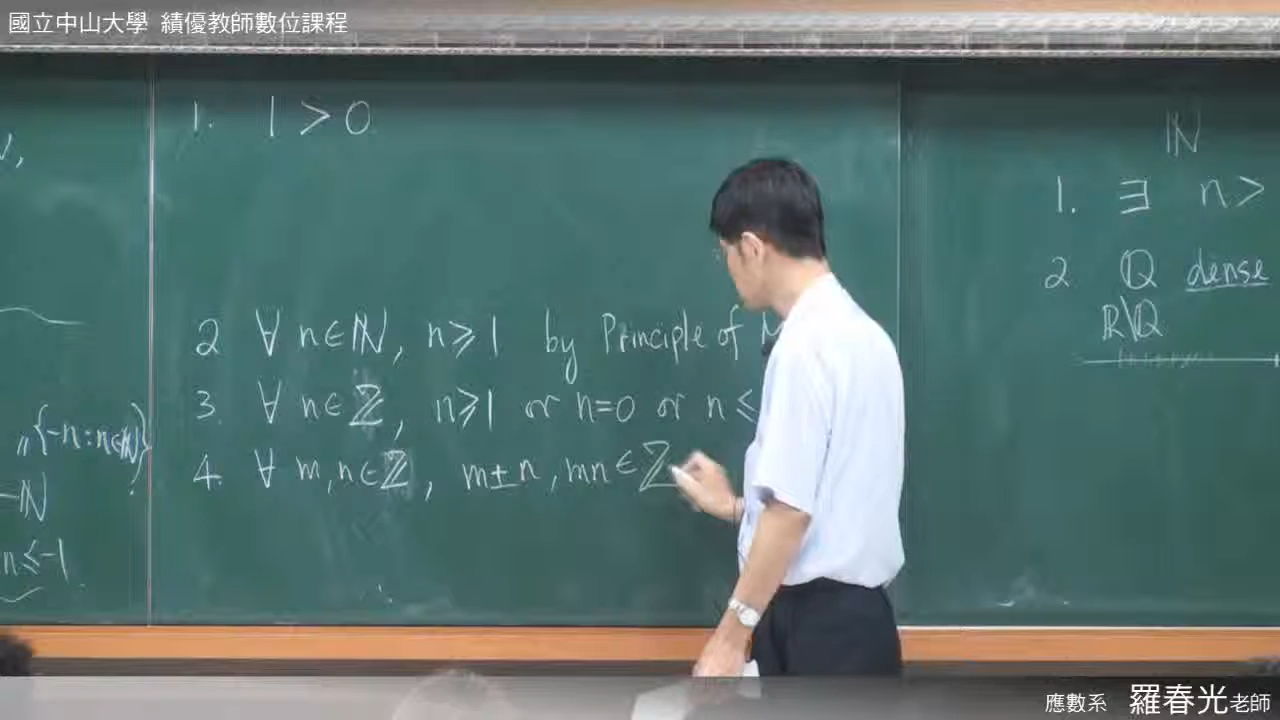 國立中山大學 績優教師數位課程
1. 1 > 0
2 ∀ n∈ℕ, n≥1 by Principle of M
3. ∀ n∈ℤ, n≥1 or n=0 or n ≤
4. ∀ m,n∈ℤ, m±n, mn∈ℤ
{-n:n∈ℕ}
-ℕ
n≤-1
ℕ
1. ∃ n >
2 ℚ dense
ℝ\ℚ
應數系 羅春光老師